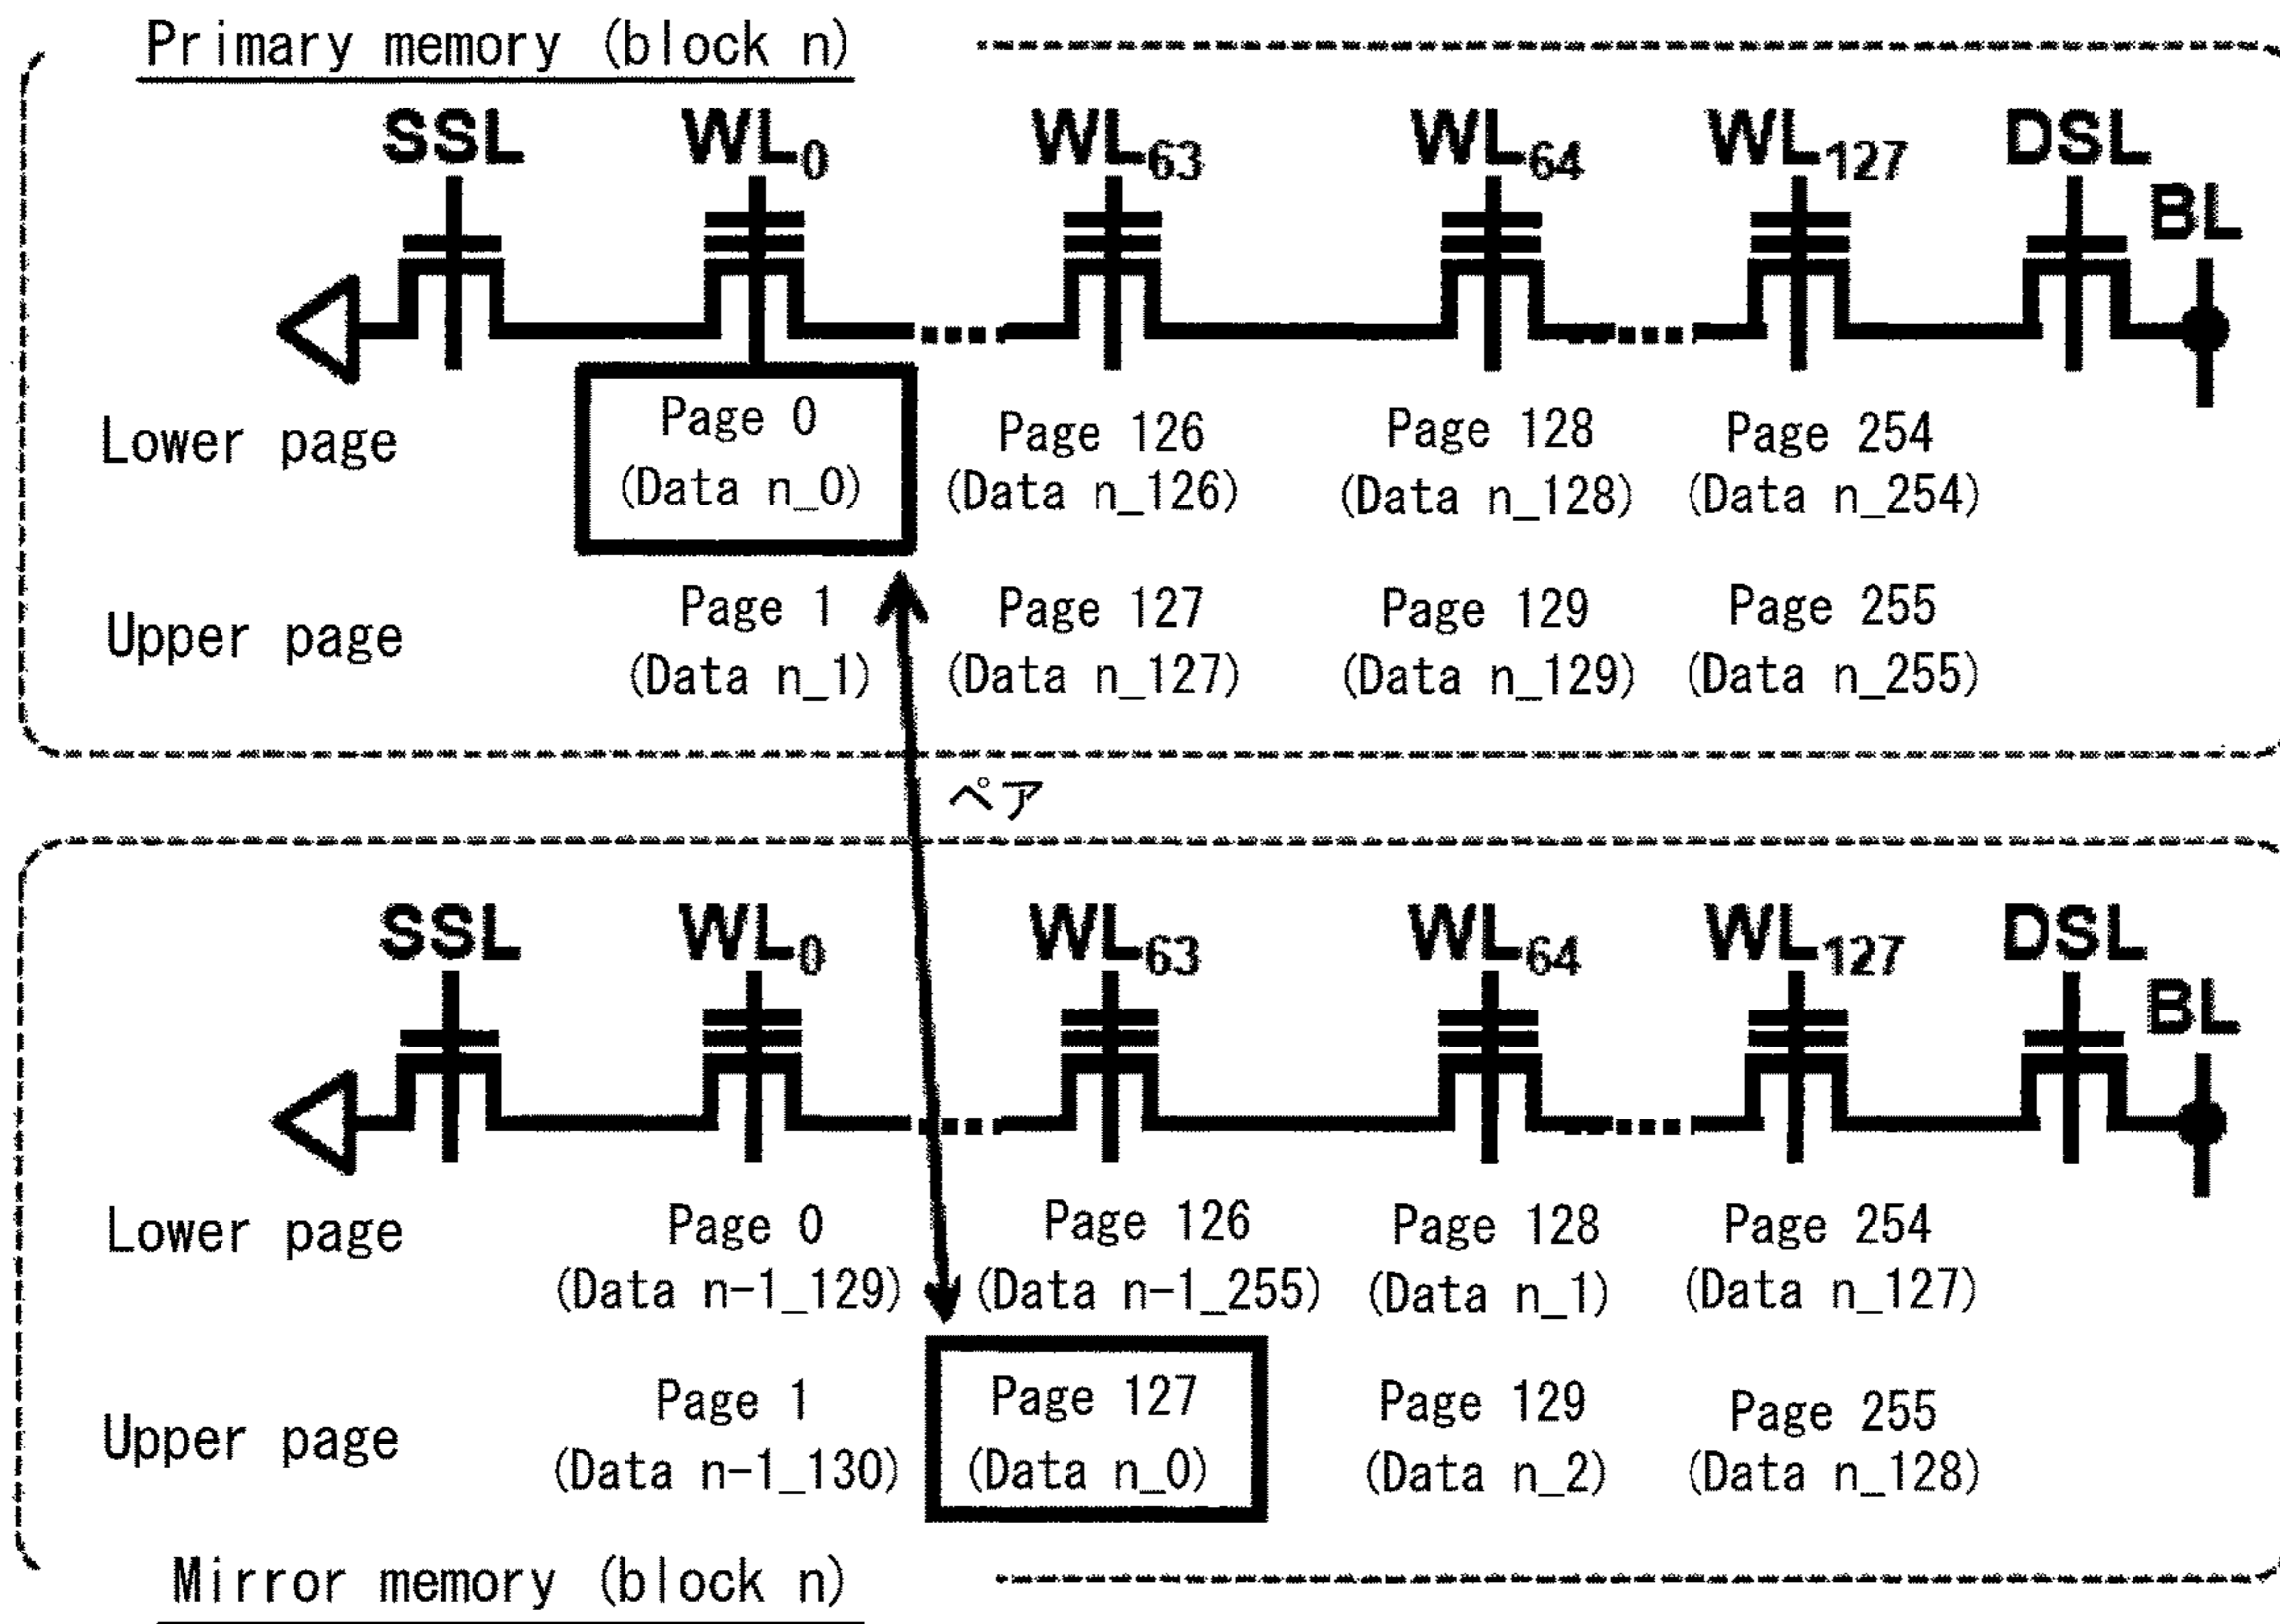 Primary memory (block n)
SSL WL0 WL63 WL64 WL127 DSL
BL
Lower page Page 0 Page 126 Page 128 Page 254
(Data n_0) (Data n_126) (Data n_128) (Data n_254)
Upper page Page 1 Page 127 Page 129 Page 255
(Data n_1) (Data n_127) (Data n_129) (Data n_255)
ペア
SSL WL0 WL63 WL64 WL127 DSL
BL
Lower page Page 0 Page 126 Page 128 Page 254
(Data n-1_129) (Data n-1_255) (Data n_1) (Data n_127)
Upper page Page 1 Page 127 Page 129 Page 255
(Data n-1_130) (Data n_0) (Data n_2) (Data n_128)
Mirror memory (block n)